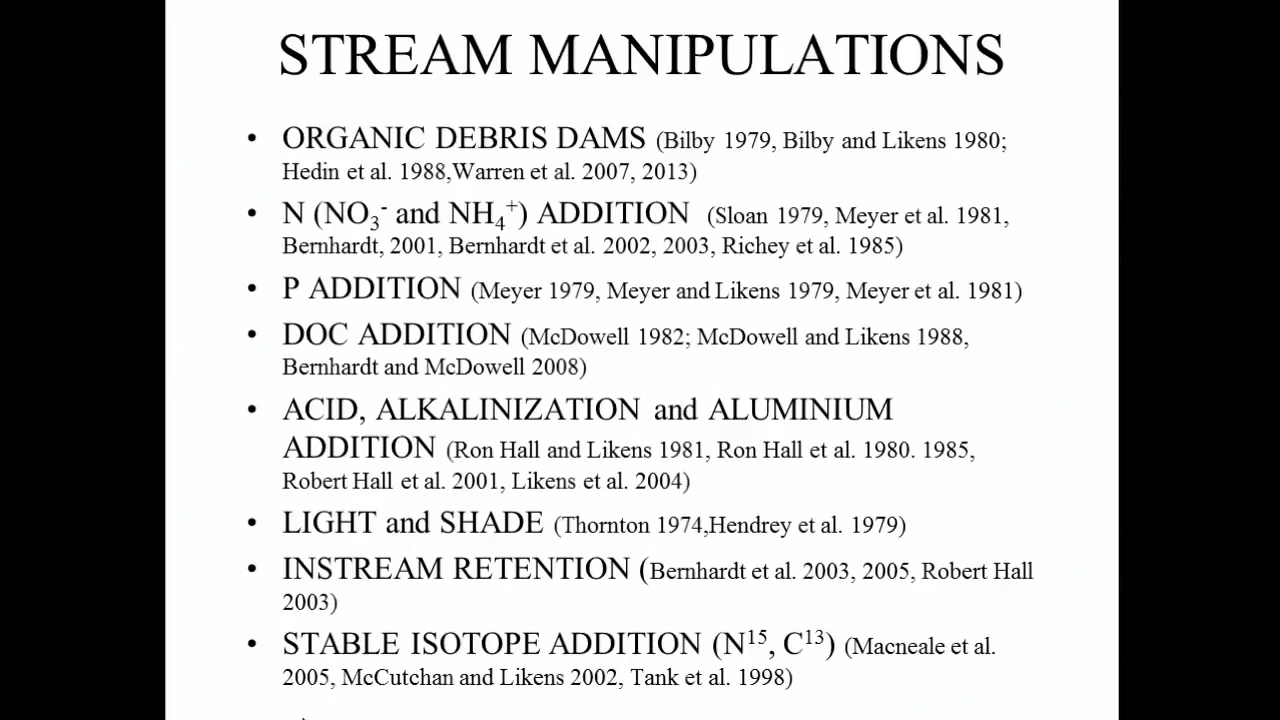 STREAM MANIPULATIONS
• ORGANIC DEBRIS DAMS (Bilby 1979, Bilby and Likens 1980;
Hedin et al. 1988,Warren et al. 2007, 2013)
• N (NO₃⁻ and NH₄⁺) ADDITION (Sloan 1979, Meyer et al. 1981,
Bernhardt, 2001, Bernhardt et al. 2002, 2003, Richey et al. 1985)
• P ADDITION (Meyer 1979, Meyer and Likens 1979, Meyer et al. 1981)
• DOC ADDITION (McDowell 1982; McDowell and Likens 1988,
Bernhardt and McDowell 2008)
• ACID, ALKALINIZATION and ALUMINIUM
ADDITION (Ron Hall and Likens 1981, Ron Hall et al. 1980. 1985,
Robert Hall et al. 2001, Likens et al. 2004)
• LIGHT and SHADE (Thornton 1974,Hendrey et al. 1979)
• INSTREAM RETENTION (Bernhardt et al. 2003, 2005, Robert Hall
2003)
• STABLE ISOTOPE ADDITION (N¹⁵, C¹³) (Macneale et al.
2005, McCutchan and Likens 2002, Tank et al. 1998)